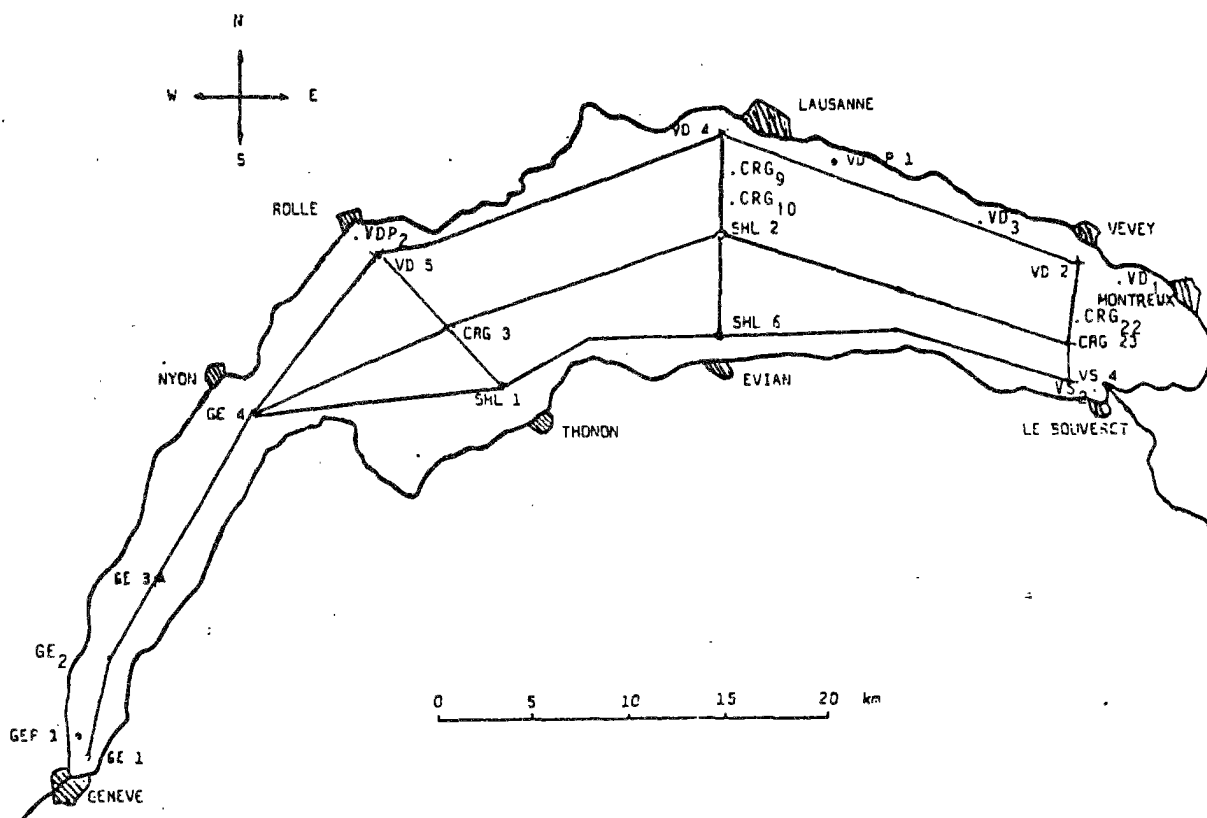 N
W E
S
LAUSANNE
VD 4
VD P 1
CRG9
CRG10
ROLLE
VDP2
VD 5
SHL 2
VD3
VEVEY
VD 2
VD1
MONTREUX
CRG22
CRG 23
CRG 3
SHL 6
NYON
EVIAN
VS 4
VS2
SHL 1
GE 4
THONON
LE BOUVERET
GE 3
GE2
0 5 10 15 20 km
GEP 1
GE 1
GENEVE